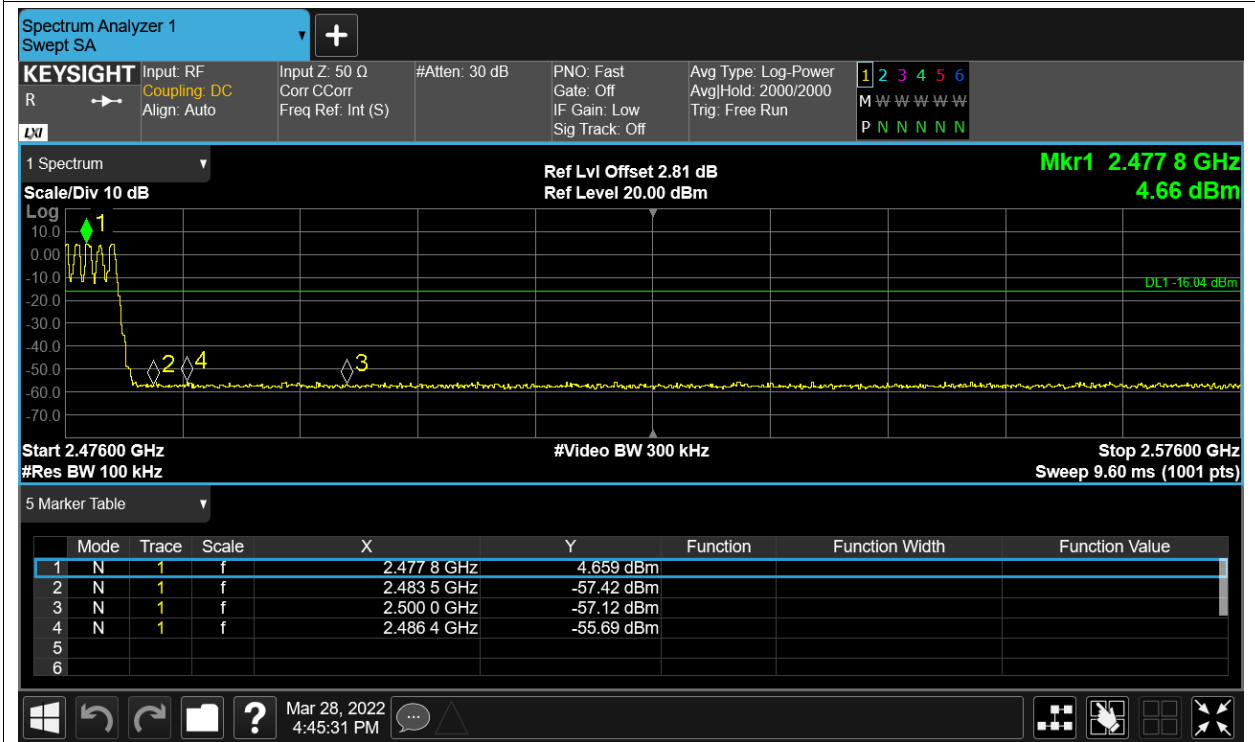 Spectrum Analyzer 1
Swept SA
KEYSIGHT
R
LXI
Input: RF
Coupling: DC
Align: Auto
Input Z: 50 Ω
Corr CCorr
Freq Ref: Int (S)
#Atten: 30 dB
PNO: Fast
Gate: Off
IF Gain: Low
Sig Track: Off
Avg Type: Log-Power
Avg|Hold: 2000/2000
Trig: Free Run
1 2 3 4 5 6
M W W W W W
P N N N N N
1 Spectrum
Scale/Div 10 dB
Ref Lvl Offset 2.81 dB
Ref Level 20.00 dBm
Mkr1 2.477 8 GHz
4.66 dBm
Log
10.0
0.00
-10.0
-20.0
-30.0
-40.0
-50.0
-60.0
-70.0
1
2
4
3
DL1 -16.04 dBm
Start 2.47600 GHz
#Video BW 300 kHz
Stop 2.57600 GHz
#Res BW 100 kHz
Sweep 9.60 ms (1001 pts)
5 Marker Table
Mode Trace Scale X Y Function Function Width Function Value
1 N 1 f 2.477 8 GHz 4.659 dBm
2 N 1 f 2.483 5 GHz -57.42 dBm
3 N 1 f 2.500 0 GHz -57.12 dBm
4 N 1 f 2.486 4 GHz -55.69 dBm
5
6
?
Mar 28, 2022
4:45:31 PM